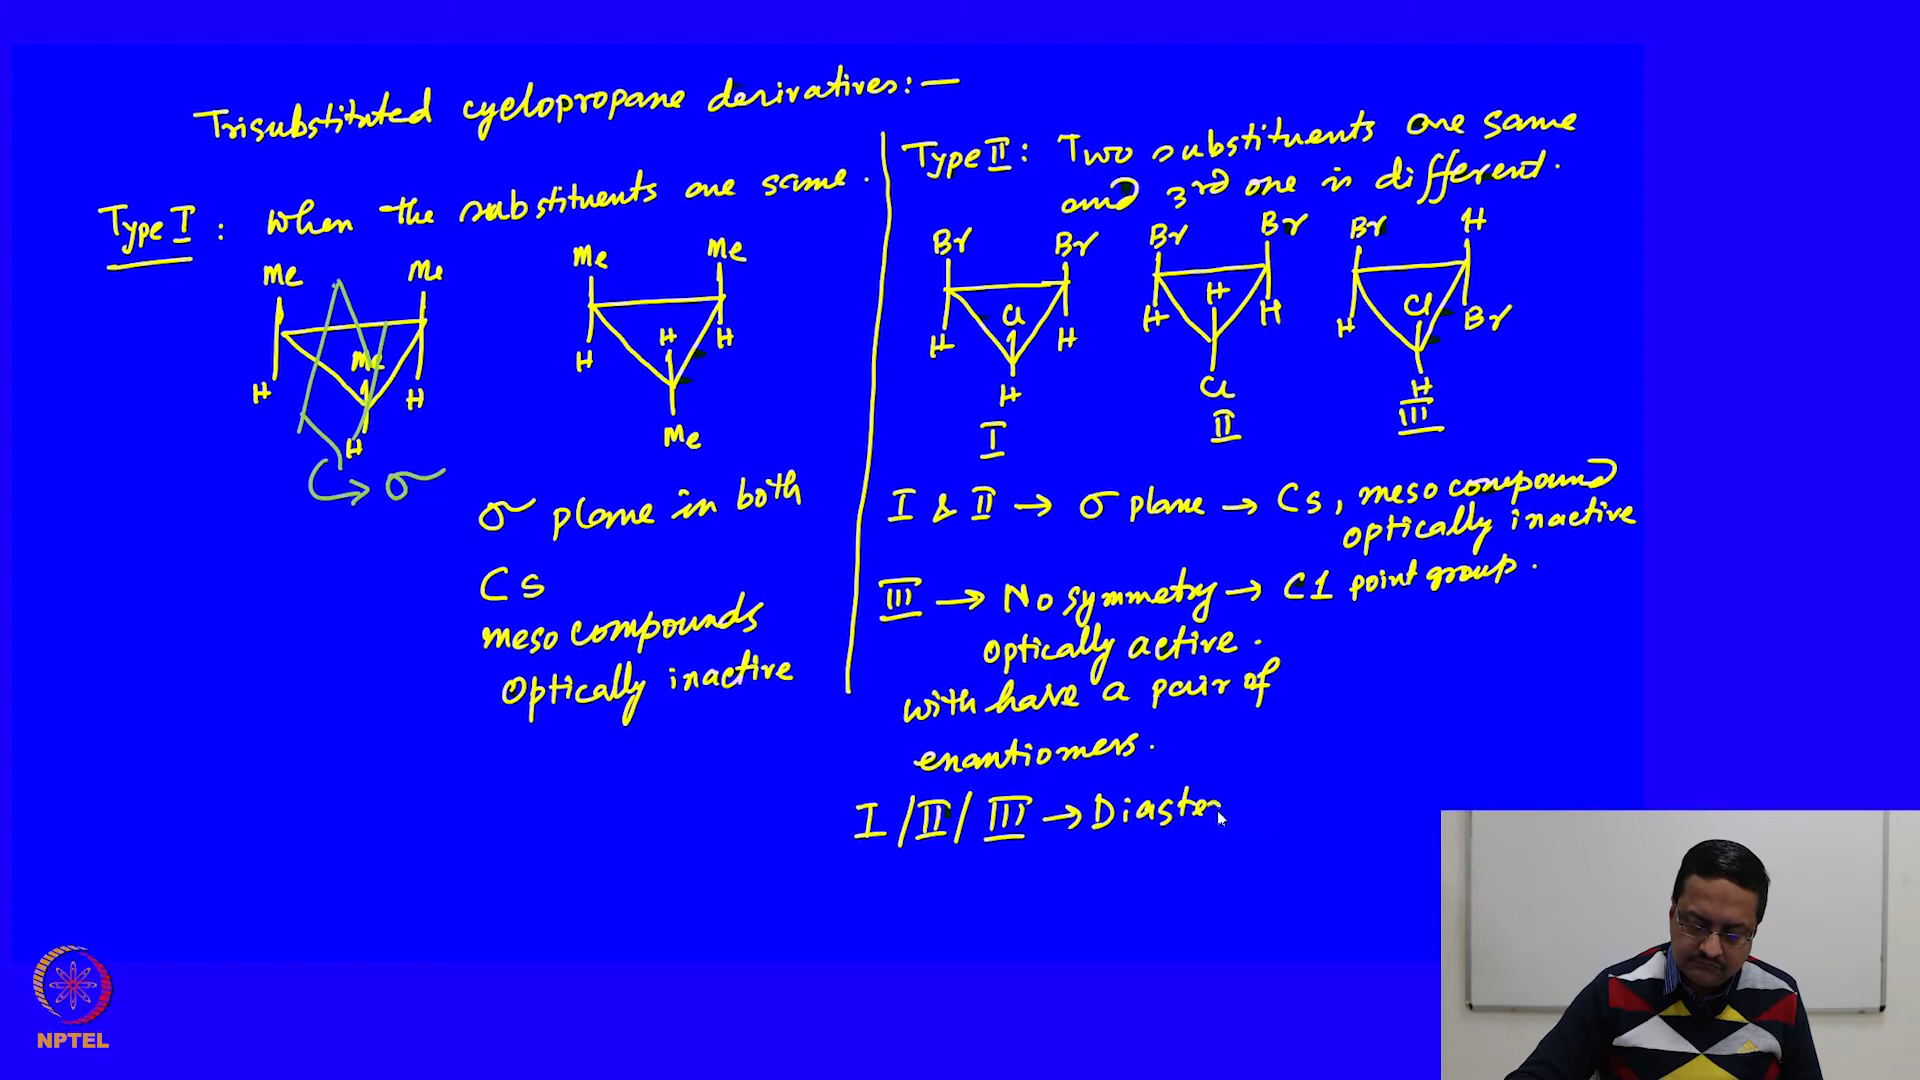 Trisubstituted cyclopropane derivatives:—
Type I : When the substituents are same.
Me Me
Me
H H
H
σ
Me Me
H
H H
Me
σ plane in both
Cs
meso compounds
Optically inactive
Type II : Two substituents are same
and 3rd one is different.
Br Br
Cl
H H
H
I
Br Br
H
H H
Cl
II
Br H
Cl
H Br
H
III
I & II → σ plane → Cs, meso compound
optically inactive
III → No symmetry → C1 point group.
Optically active.
with have a pair of
enantiomers.
I / II / III → Diaster
NPTEL